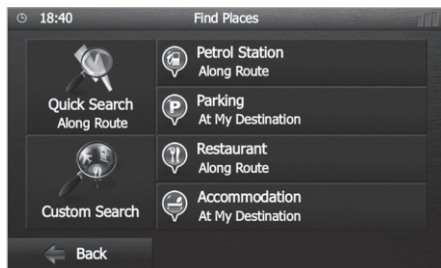 18:40
Find Places
Quick Search
Along Route
Custom Search
Petrol Station
Along Route
P
Parking
At My Destination
Restaurant
Along Route
Accommodation
At My Destination
Back